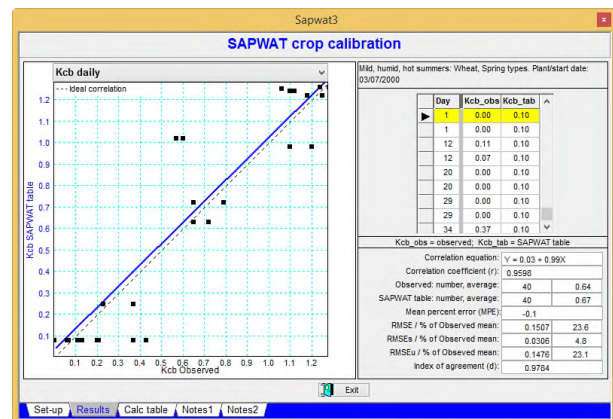 Sapwat3
x
SAPWAT crop calibration
Kcb daily
--- Ideal correlation
1.2
1.1
1.0
0.9
0.8
0.7
0.6
0.5
0.4
0.3
0.2
0.1
Kcb SAPWAT table
0.1 0.2 0.3 0.4 0.5 0.6 0.7 0.8 0.9 1.0 1.1 1.2
Kcb Observed
Mild, humid, hot summers: Wheat, Spring types. Plant/start date:
03/07/2000
Day Kcb_obs Kcb_tab
1 0.00 0.10
1 0.00 0.10
12 0.11 0.10
12 0.07 0.10
20 0.00 0.10
20 0.00 0.10
29 0.00 0.10
29 0.00 0.10
34 0.37 0.10
Kcb_obs = observed; Kcb_tab = SAPWAT table
Correlation equation: Y = 0.03 + 0.99X
Correlation coefficient (r): 0.9598
Observed: number, average: 40 0.64
SAPWAT table: number, average: 40 0.67
Mean percent error (MPE): -0.1
RMSE / % of Observed mean: 0.1507 23.6
RMSEs / % of Observed mean: 0.0306 4.8
RMSEu / % of Observed mean: 0.1476 23.1
Index of agreement (d): 0.9784
Exit
Set-up Results Calc table Notes1 Notes2